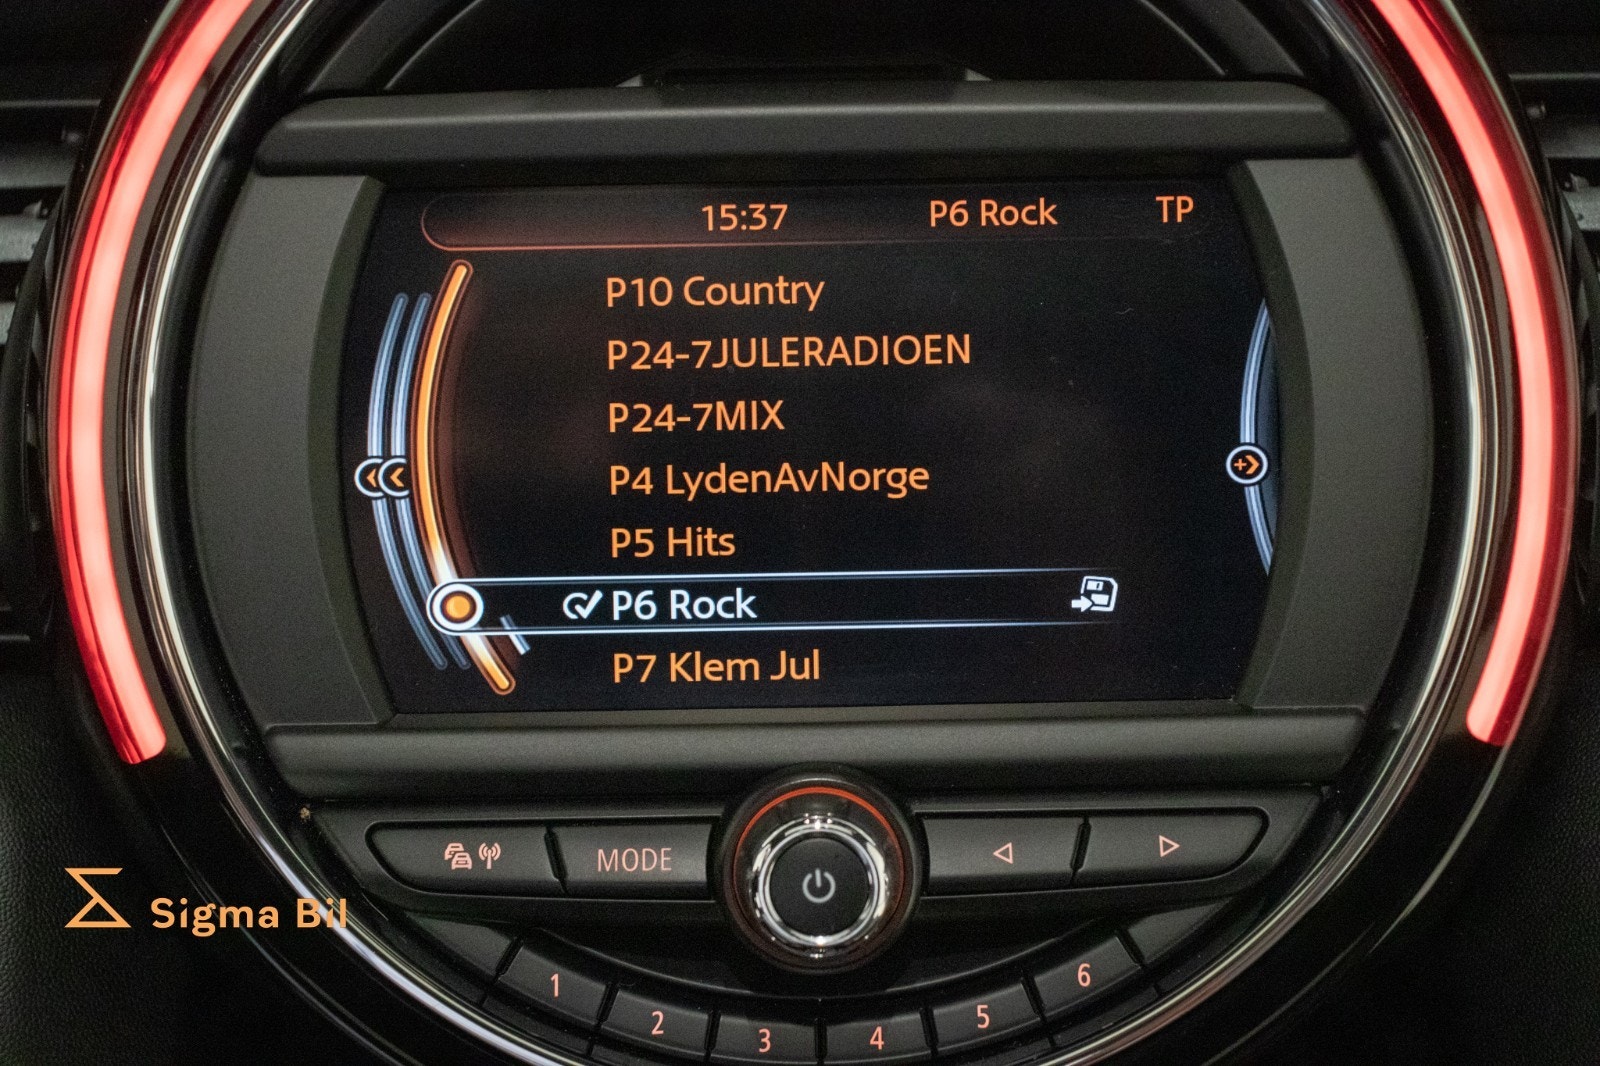 15:37 P6 Rock TP
P10 Country
P24-7JULERADIOEN
P24-7MIX
P4 LydenAvNorge
P5 Hits
P6 Rock
P7 Klem Jul
MODE
Sigma Bil
1 2 3 4 5 6